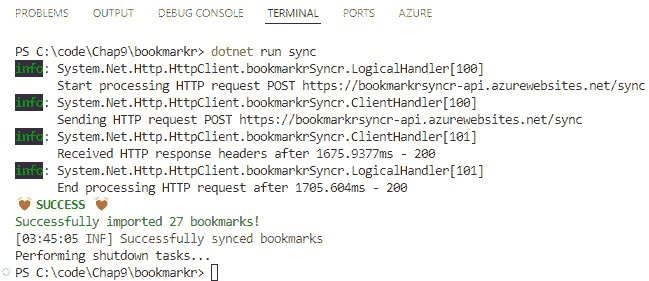 PROBLEMS OUTPUT DEBUG CONSOLE TERMINAL PORTS AZURE
PS C:\code\Chap9\bookmarkr> dotnet run sync
info: System.Net.Http.HttpClient.bookmarkrSyncr.LogicalHandler[100]
Start processing HTTP request POST https://bookmarkrsyncr-api.azurewebsites.net/sync
info: System.Net.Http.HttpClient.bookmarkrSyncr.ClientHandler[100]
Sending HTTP request POST https://bookmarkrsyncr-api.azurewebsites.net/sync
info: System.Net.Http.HttpClient.bookmarkrSyncr.ClientHandler[101]
Received HTTP response headers after 1675.9377ms - 200
info: System.Net.Http.HttpClient.bookmarkrSyncr.LogicalHandler[101]
End processing HTTP request after 1705.604ms - 200
SUCCESS
Successfully imported 27 bookmarks!
[03:45:05 INF] Successfully synced bookmarks
Performing shutdown tasks...
PS C:\code\Chap9\bookmarkr>